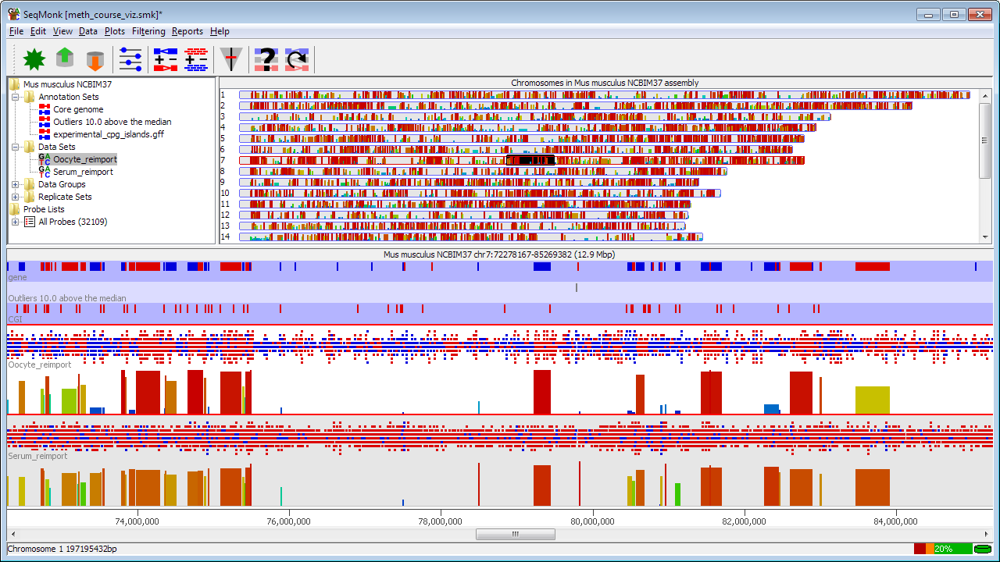 SeqMonk [meth_course_viz.smk]*
File Edit View Data Plots Filtering Reports Help
Mus musculus NCBIM37
Annotation Sets
Core genome
Outliers 10.0 above the median
experimental_cpg_islands.gff
Data Sets
Oocyte_reimport
Serum_reimport
Data Groups
Replicate Sets
Probe Lists
All Probes (32109)
Chromosomes in Mus musculus NCBIM37 assembly
1
2
3
4
5
6
7
8
9
10
11
12
13
14
Mus musculus NCBIM37 chr7:72278167-85269382 (12.9 Mbp)
gene
Outliers 10.0 above the median
CGI
Oocyte_reimport
Serum_reimport
74,000,000 76,000,000 78,000,000 80,000,000 82,000,000 84,000,000
Chromosome 1 197195432bp
20%